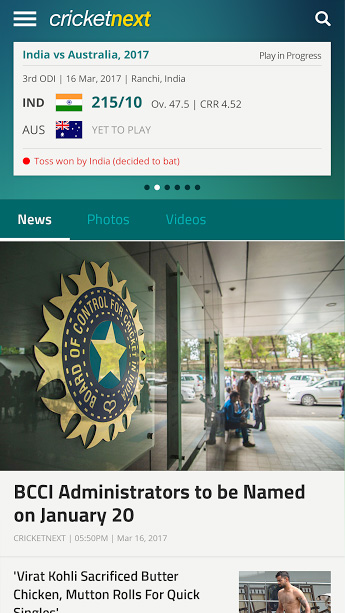 cricketnext
India vs Australia, 2017 Play in Progress
3rd ODI | 16 Mar, 2017 | Ranchi, India
IND 215/10 Ov. 47.5 | CRR 4.52
AUS YET TO PLAY
Toss won by India (decided to bat)
News Photos Videos
BOARD OF CONTROL FOR CRICKET IN INDIA
BCCI Administrators to be Named
on January 20
CRICKETNEXT | 05:50PM | Mar 16, 2017
'Virat Kohli Sacrificed Butter
Chicken, Mutton Rolls For Quick
Singles'